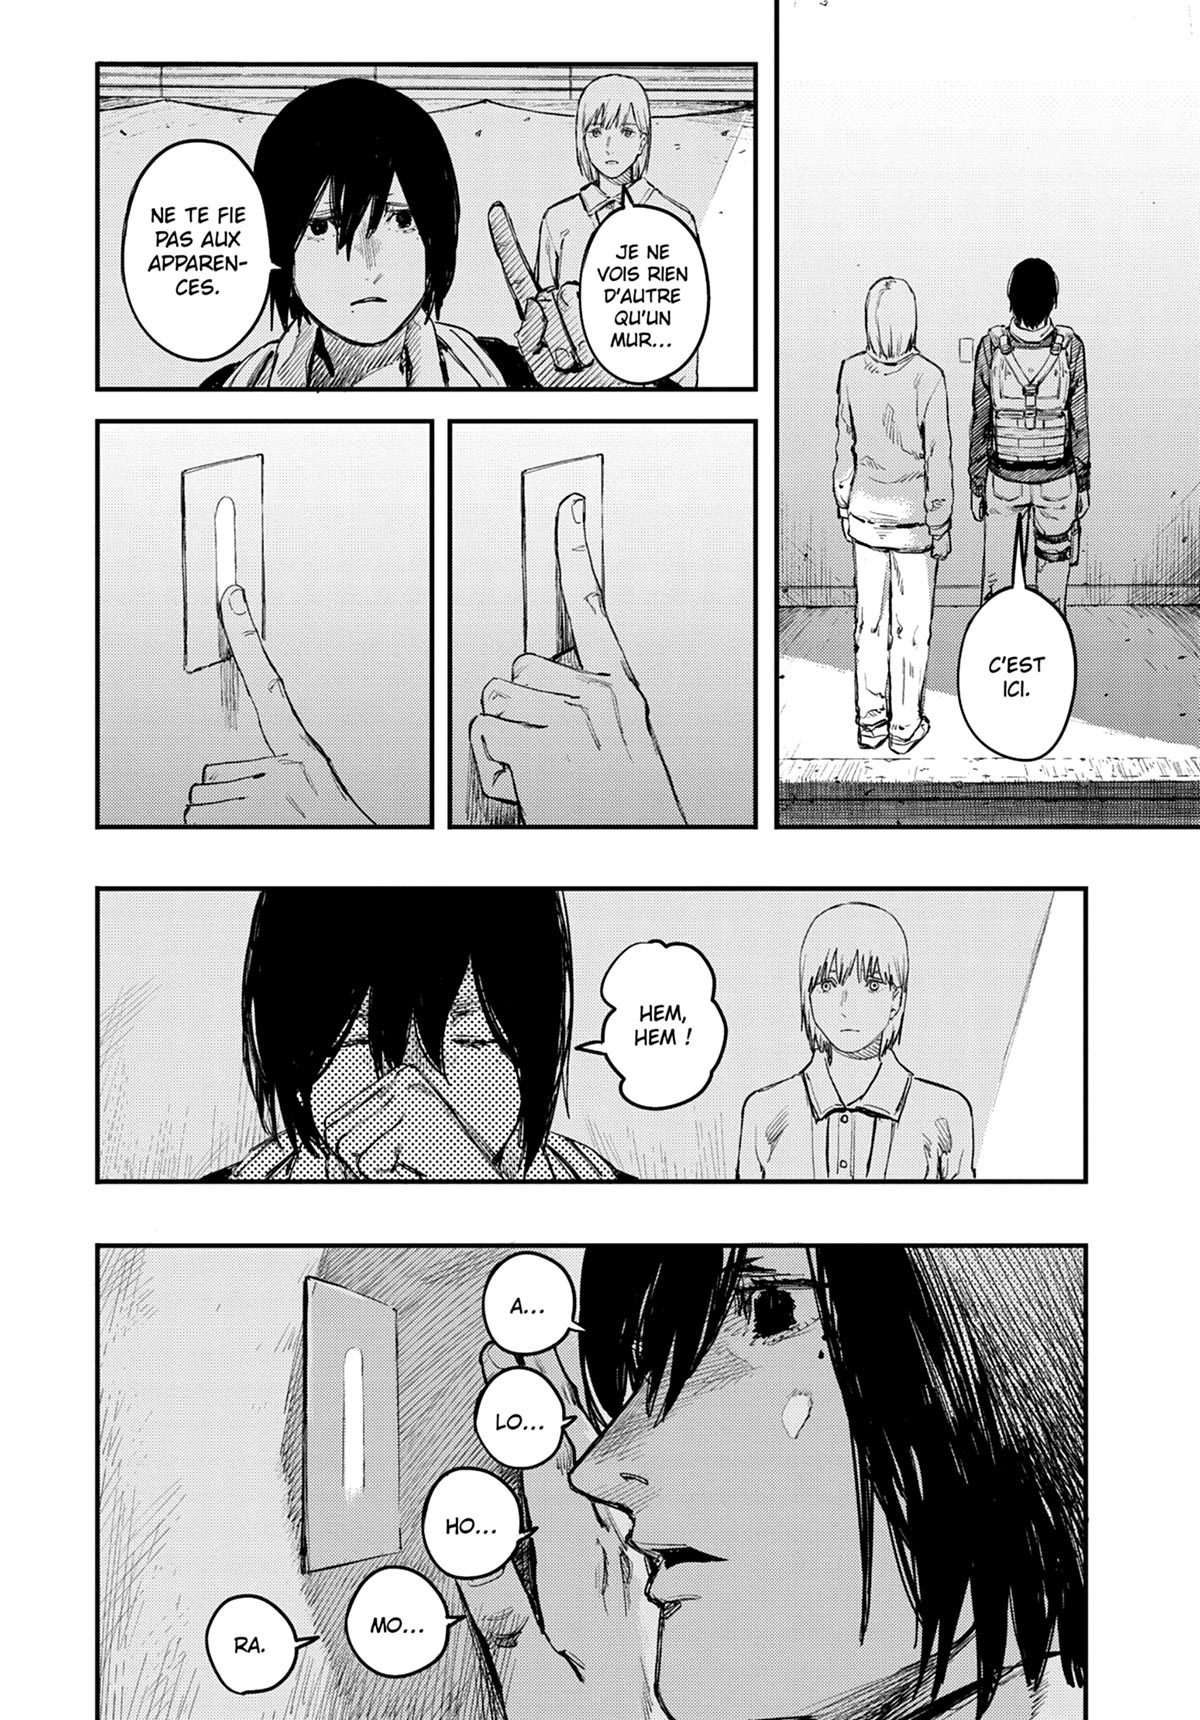 C'EST
ICI.
JE NE
VOIS RIEN
D'AUTRE
QU'UN
MUR...
NE TE FIE
PAS AUX
APPAREN-
CES.
HEM,
HEM !
A...
LO...
HO...
MO...
RA.